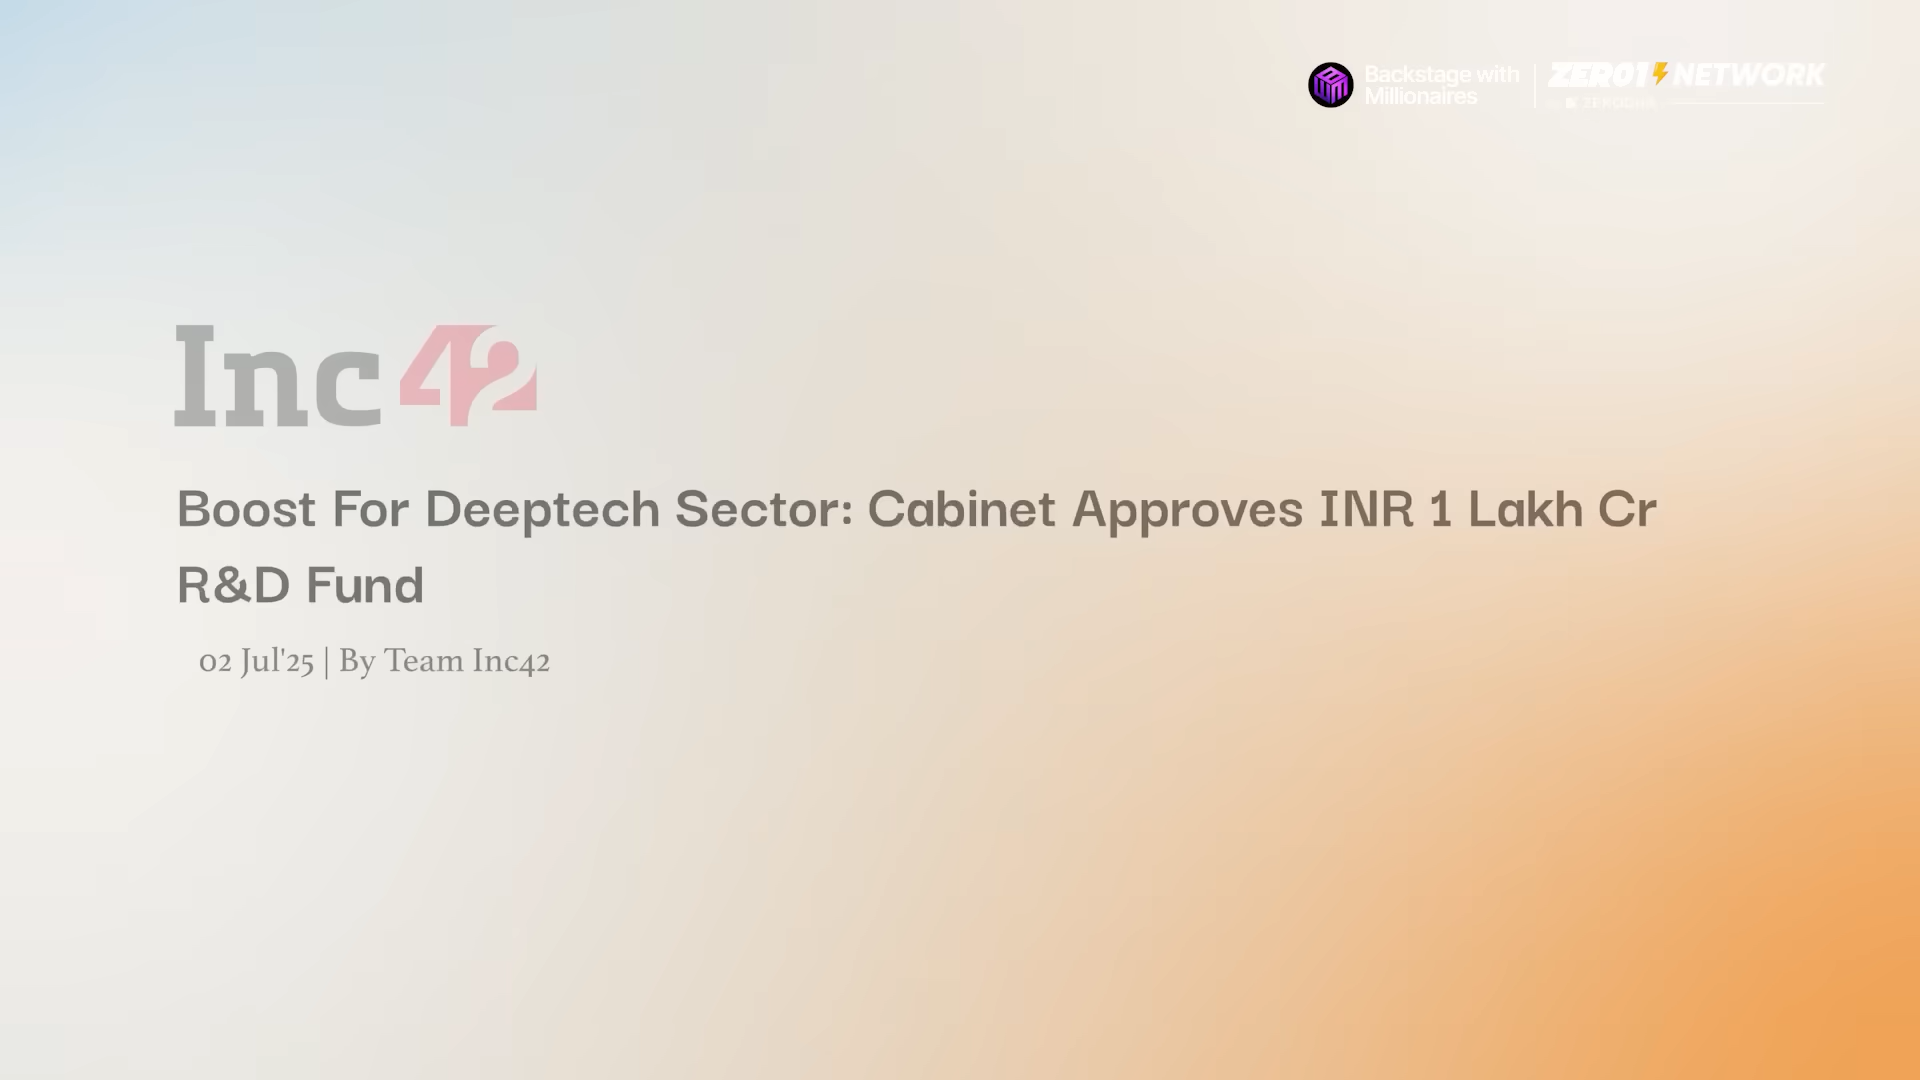 Backstage with
Millionaires
ZERO1 NETWORK
Inc42
Boost For Deeptech Sector: Cabinet Approves INR 1 Lakh Cr
R&D Fund
02 Jul'25 | By Team Inc42